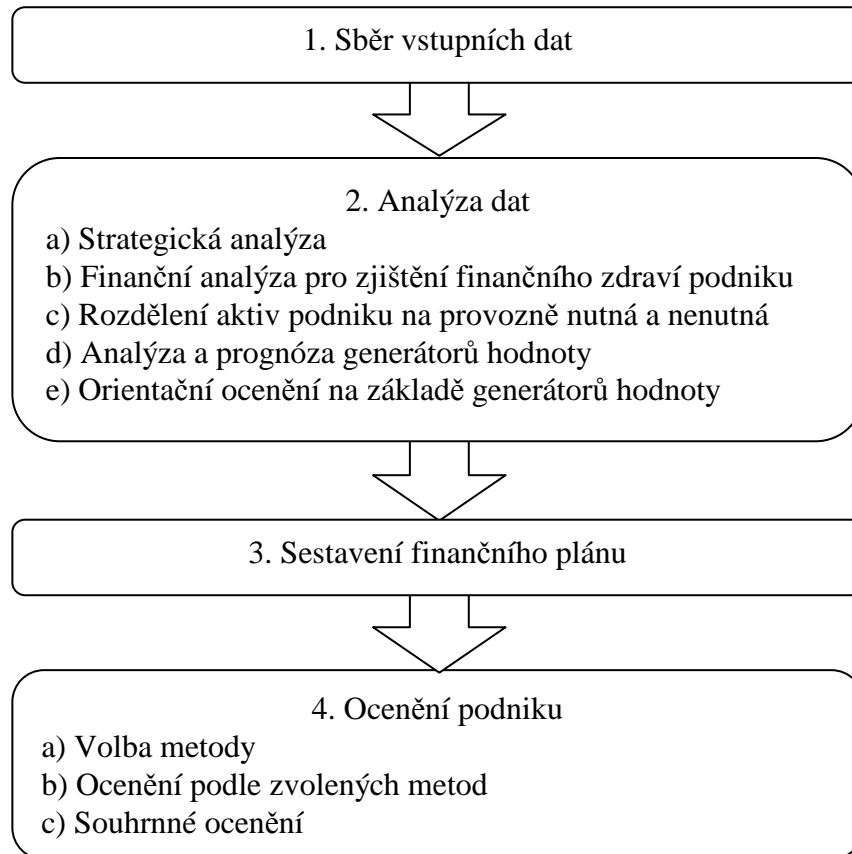 1. Sběr vstupních dat
2. Analýza dat
a) Strategická analýza
b) Finanční analýza pro zjištění finančního zdraví podniku
c) Rozdělení aktiv podniku na provozně nutná a nenutná
d) Analýza a prognóza generátorů hodnoty
e) Orientační ocenění na základě generátorů hodnoty
3. Sestavení finančního plánu
4. Ocenění podniku
a) Volba metody
b) Ocenění podle zvolených metod
c) Souhrnné ocenění